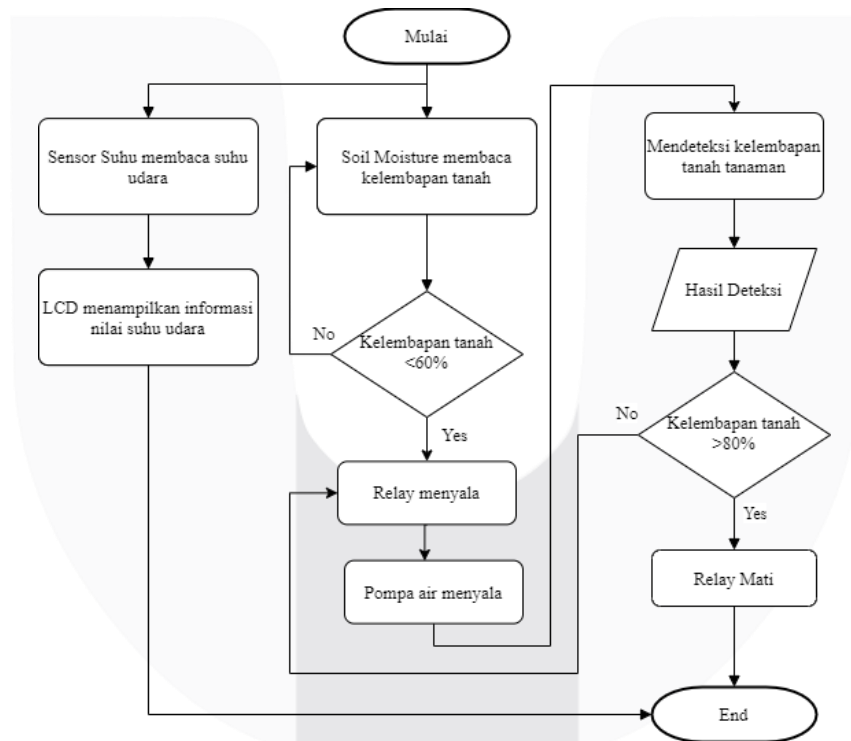 Mulai
Sensor Suhu membaca suhu
udara
Soil Moisture membaca
kelembapan tanah
Mendeteksi kelembapan
tanah tanaman
LCD menampilkan informasi
nilai suhu udara
Hasil Deteksi
No
Kelembapan tanah
<60%
Yes
No
Kelembapan tanah
>80%
Yes
Relay menyala
Pompa air menyala
Relay Mati
End